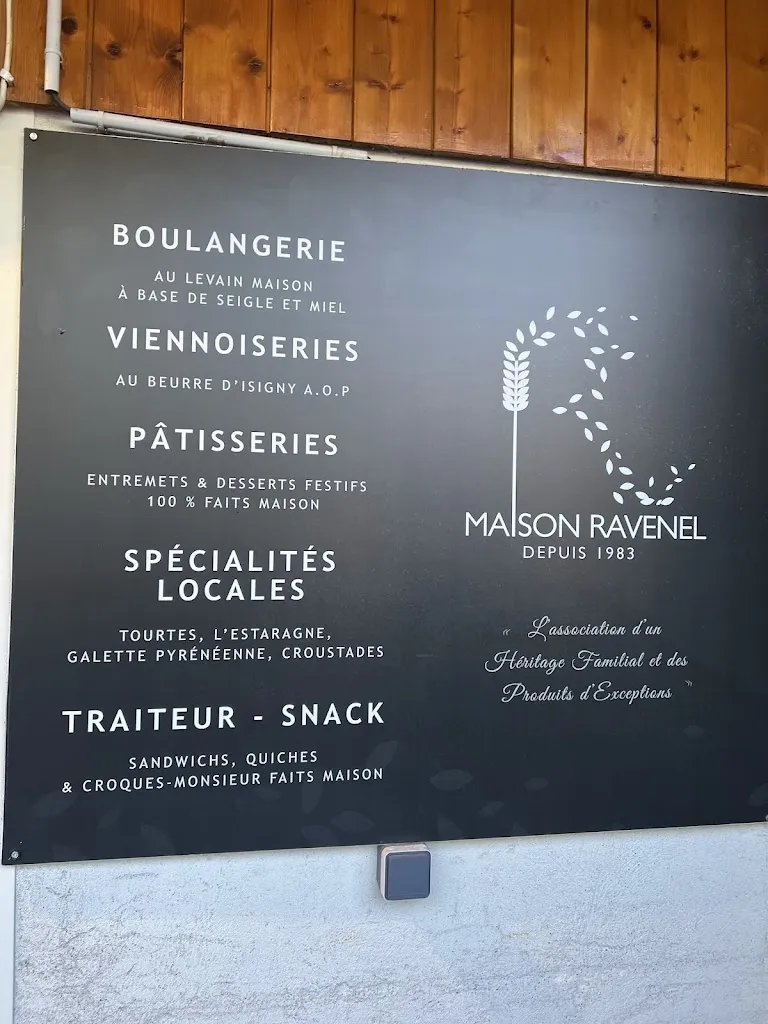 BOULANGERIE
AU LEVAIN MAISON
À BASE DE SEIGLE ET MIEL
VIENNOISERIES
AU BEURRE D'ISIGNY A.O.P
PÂTISSERIES
ENTREMETS & DESSERTS FESTIFS
100 % FAITS MAISON
SPÉCIALITÉS
LOCALES
TOURTES, L'ESTARAGNE,
GALETTE PYRÉNÉENNE, CROUSTADES
TRAITEUR - SNACK
SANDWICHS, QUICHES
& CROQUES-MONSIEUR FAITS MAISON
MAISON RAVENEL
DEPUIS 1983
« L'association d'un
Héritage Familial et des
Produits d'Exceptions »